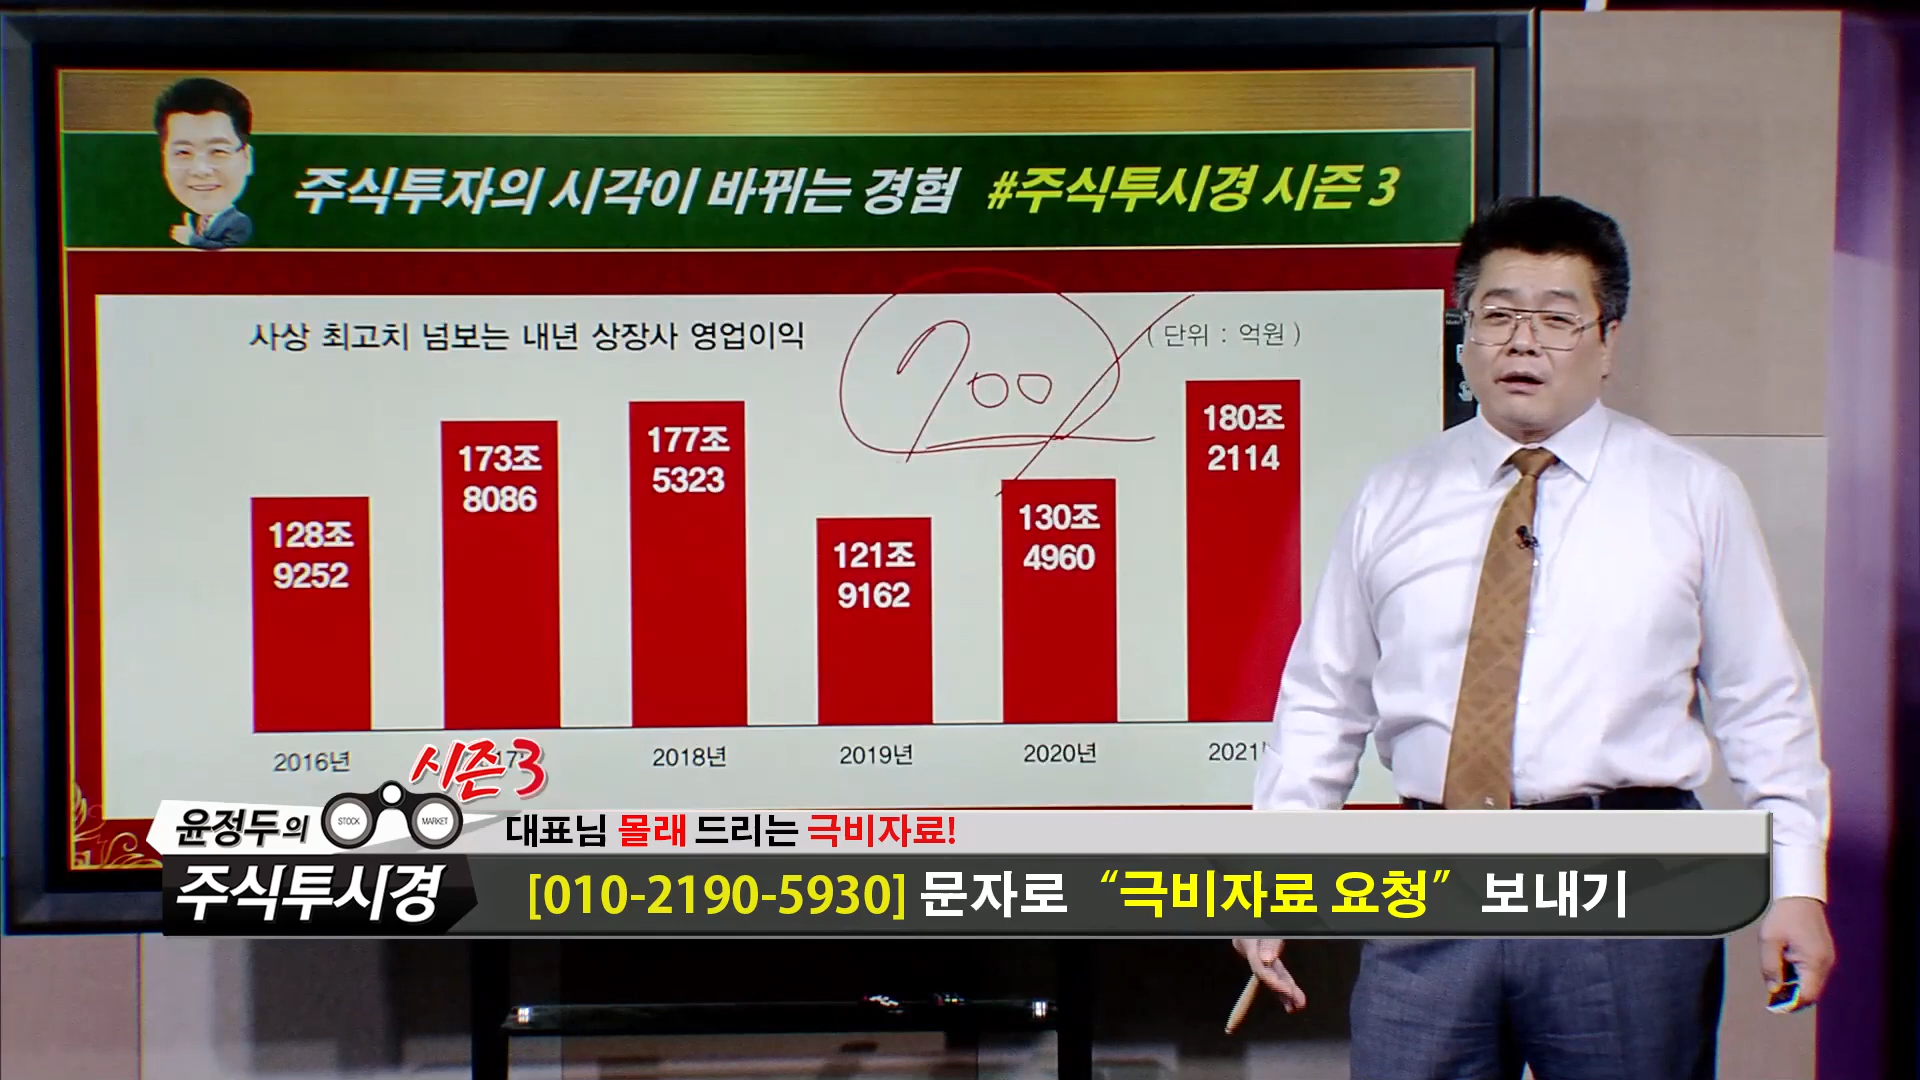 주식투자의 시각이 바뀌는 경험 #주식투시경 시즌 3
사상 최고치 넘보는 내년 상장사 영업이익
( 단위 : 억원 )
700
128조
9252
173조
8086
177조
5323
121조
9162
130조
4960
180조
2114
2016년
2018년
2019년
2020년
2021
시즌3
윤정두의
STOCK
MARKET
주식투시경
대표님 몰래 드리는 극비자료!
[010-2190-5930] 문자로 “극비자료 요청” 보내기